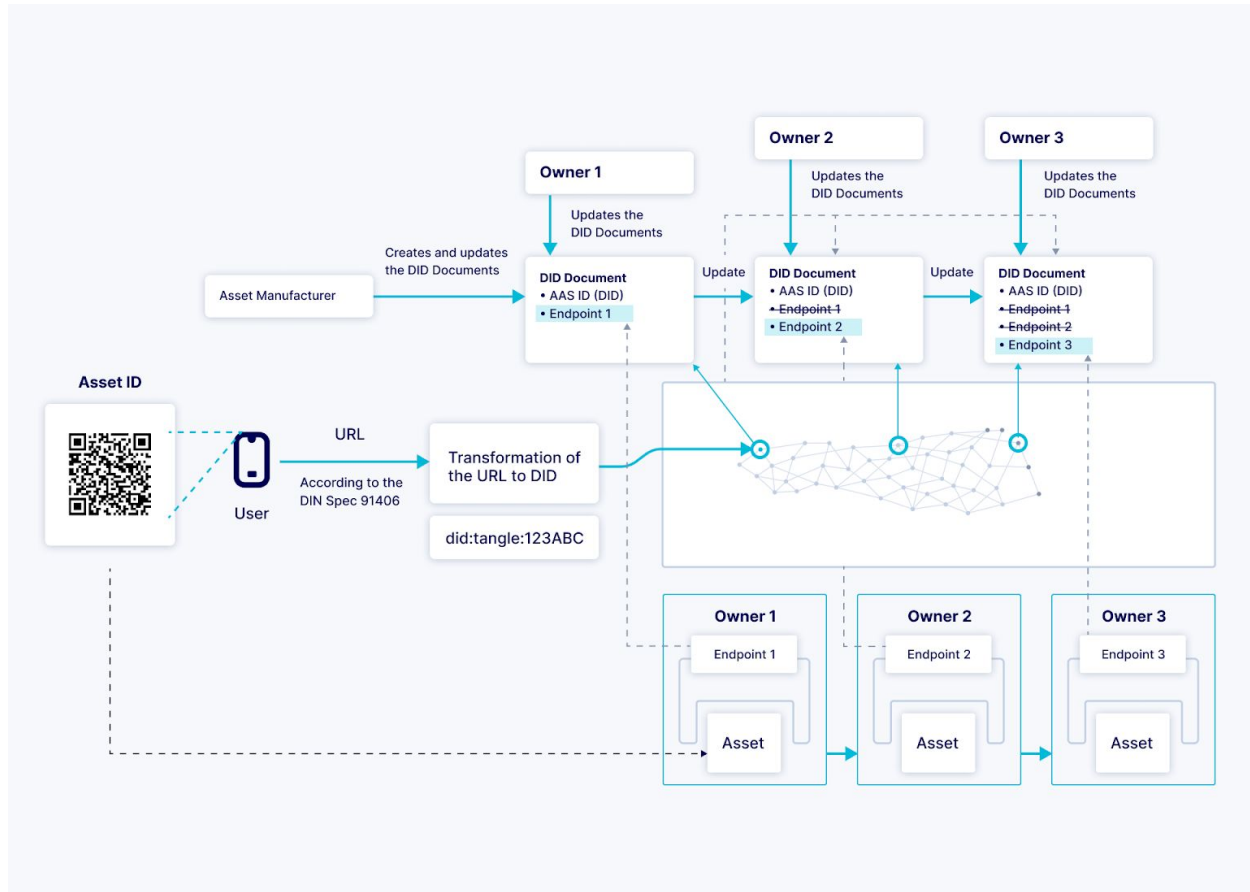 Owner 1
Owner 2
Owner 3
Updates the
DID Documents
Updates the
DID Documents
Updates the
DID Documents
Creates and updates
the DID Documents
Asset Manufacturer
DID Document
• AAS ID (DID)
• Endpoint 1
Update
DID Document
• AAS ID (DID)
• Endpoint 1
• Endpoint 2
Update
DID Document
• AAS ID (DID)
• Endpoint 1
• Endpoint 2
• Endpoint 3
Asset ID
User
URL
According to the
DIN Spec 91406
Transformation of
the URL to DID
did:tangle:123ABC
Owner 1
Endpoint 1
Asset
Owner 2
Endpoint 2
Asset
Owner 3
Endpoint 3
Asset